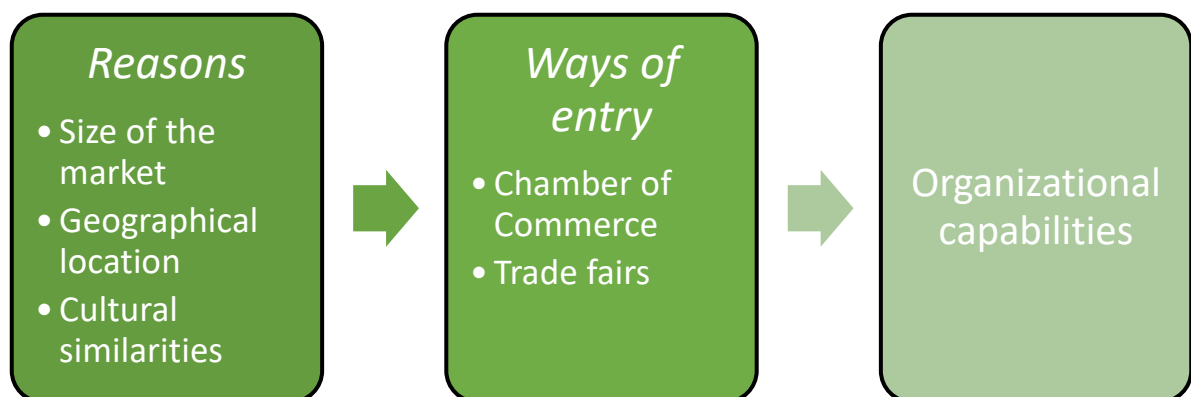 Reasons
• Size of the
market
• Geographical
location
• Cultural
similarities
Ways of
entry
• Chamber of
Commerce
• Trade fairs
Organizational
capabilities